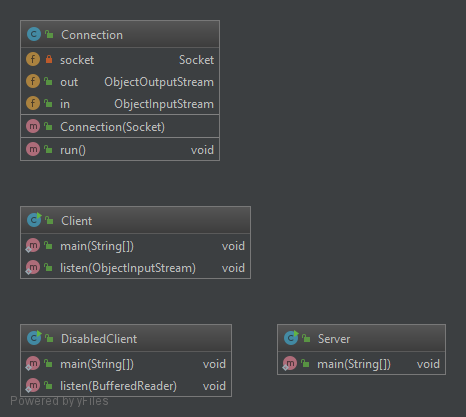 Connection
socket Socket
out ObjectOutputStream
in ObjectInputStream
Connection(Socket)
run() void
Client
main(String[]) void
listen(ObjectInputStream) void
DisabledClient
main(String[]) void
listen(BufferedReader) void
Server
main(String[]) void
Powered by yFiles